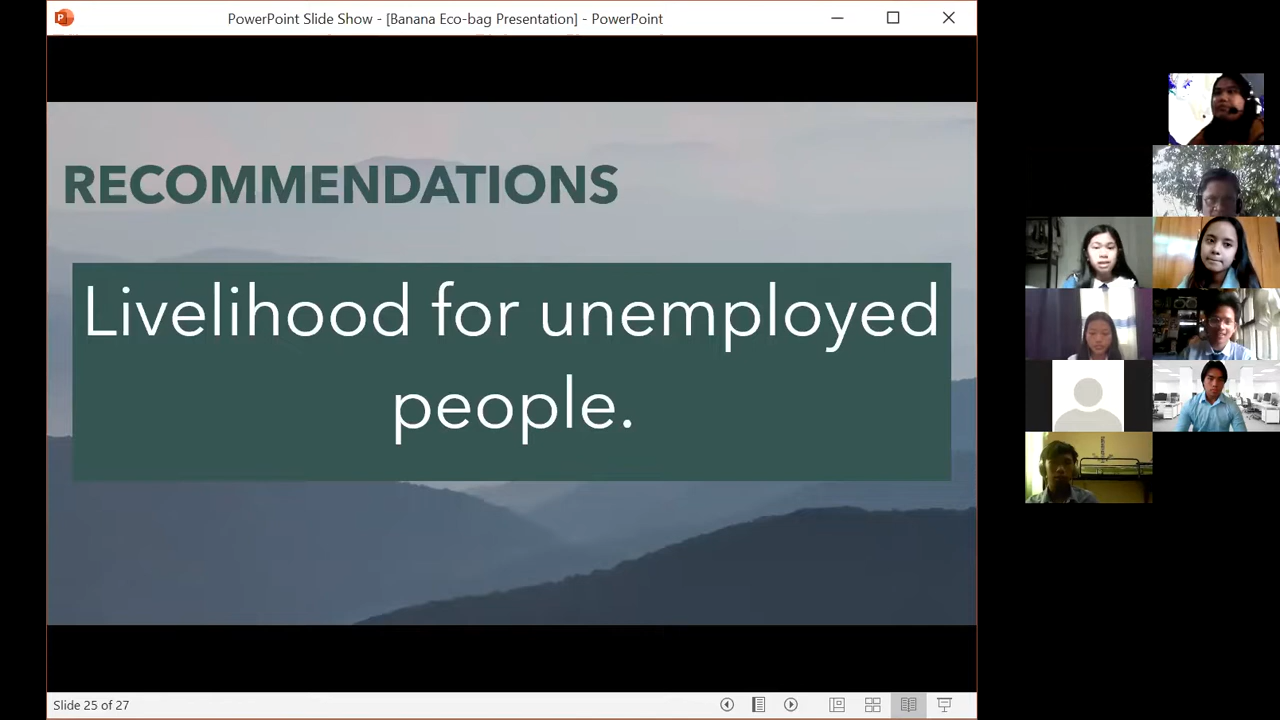 PowerPoint Slide Show - [Banana Eco-bag Presentation] - PowerPoint
RECOMMENDATIONS
Livelihood for unemployed
people.
Slide 25 of 27